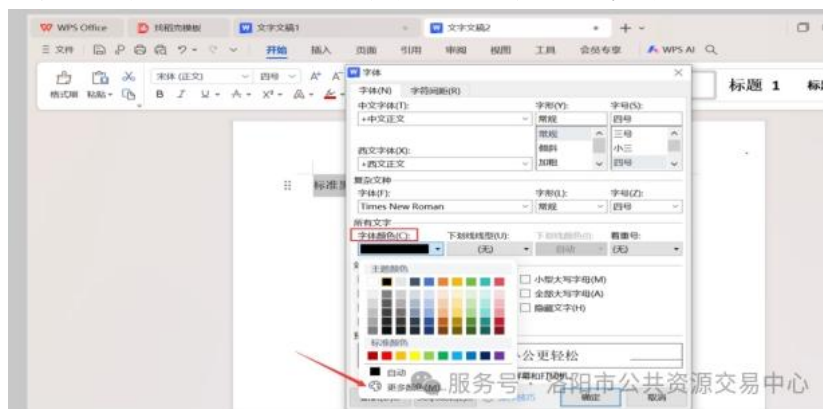 WPS Office 找稻壳模板 文字文稿1 文字文稿2
文件 开始 插入 页面 引用 审阅 视图 工具 会员专享 WPS AI
格式刷 粘贴 宋体 (正文) 四号 标题 1
字体
字体(N) 字符间距(R)
中文字体(T): 字形(Y): 字号(S):
+中文正文 常规 四号
常规 三号
倾斜 小三
西文字体(X):
+西文正文 加粗 四号
复杂文种
字体(F): 字形(L): 字号(Z):
Times New Roman 常规 四号
所有文字
字体颜色(C): 下划线线型(U): 下划线颜色(I): 着重号:
(无) 自动 (无)
主题颜色
小型大写字母(M)
全部大写字母(A)
隐藏文字(H)
标准颜色
公更轻松
自动
更多颜色(M)...
服务号 · 洛阳市公共资源交易中心
确定 取消